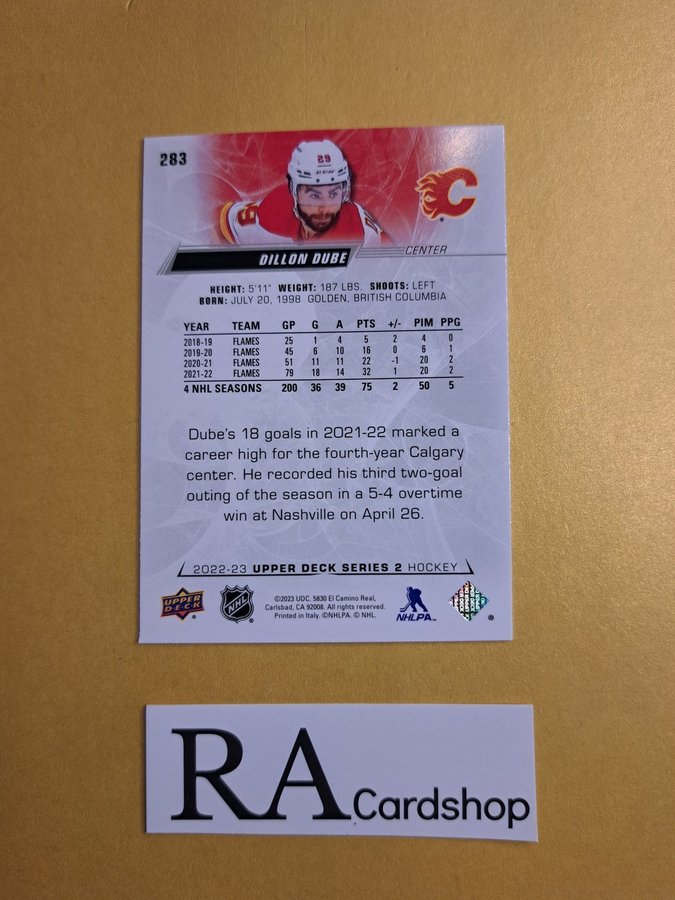 283
29
CCM
29
C
DILLON DUBE
CENTER
HEIGHT: 5'11" WEIGHT: 187 LBS. SHOOTS: LEFT
BORN: JULY 20, 1998 GOLDEN, BRITISH COLUMBIA
YEAR TEAM GP G A PTS +/- PIM PPG
2018-19 FLAMES 25 1 4 5 2 4 0
2019-20 FLAMES 45 6 10 16 0 6 1
2020-21 FLAMES 51 11 11 22 -1 20 2
2021-22 FLAMES 79 18 14 32 1 20 2
4 NHL SEASONS 200 36 39 75 2 50 5
Dube's 18 goals in 2021-22 marked a
career high for the fourth-year Calgary
center. He recorded his third two-goal
outing of the season in a 5-4 overtime
win at Nashville on April 26.
2022-23 UPPER DECK SERIES 2 HOCKEY
UPPER DECK ®
NHL ®
©2023 UDC. 5830 El Camino Real,
Carlsbad, CA 92008. All rights reserved.
Printed in Italy. ©NHLPA. © NHL.
NHLPA™
®
RA Cardshop